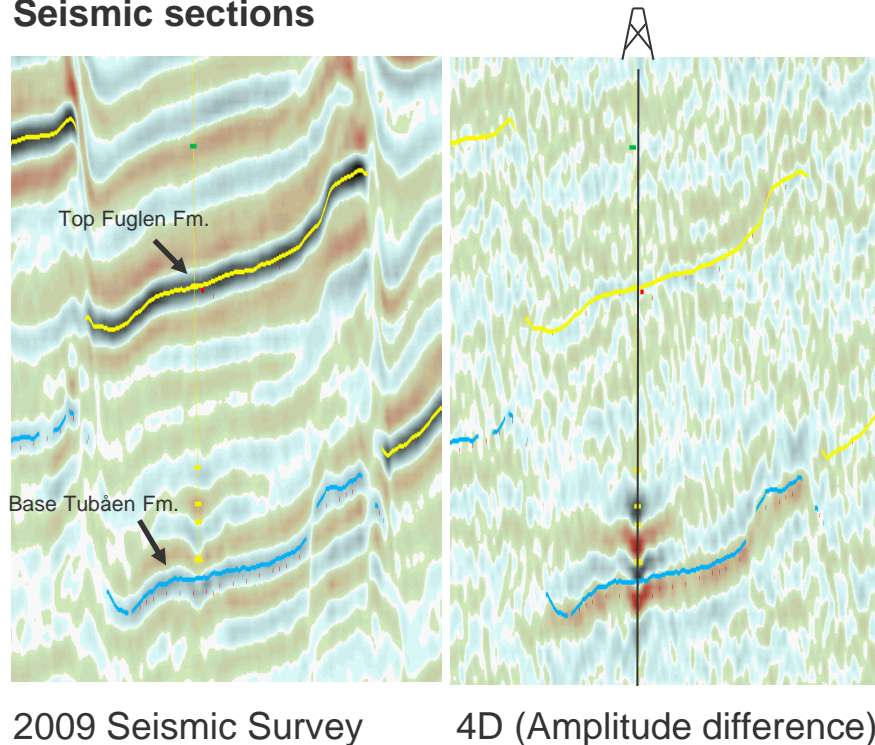 Seismic sections
Top Fuglen Fm.
Base Tubåen Fm.
2009 Seismic Survey
4D (Amplitude difference)